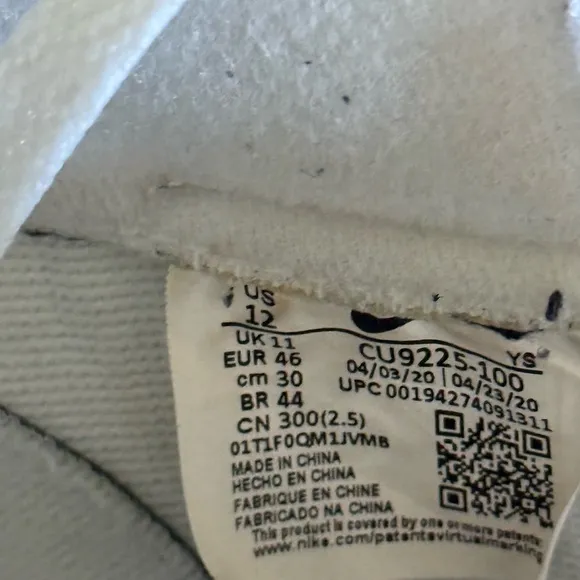 US
12
UK 11
EUR 46
cm 30
BR 44
CN 300(2.5)
01T1F0QM1JVMB
MADE IN CHINA
HECHO EN CHINA
FABRIQUE EN CHINE
FABRICADO NA CHINA
This product is covered by one or more patents:
www.nike.com/patentsvirtualmarking
YS
CU9225-100
04/03/20 | 04/23/20
UPC 00194274091311